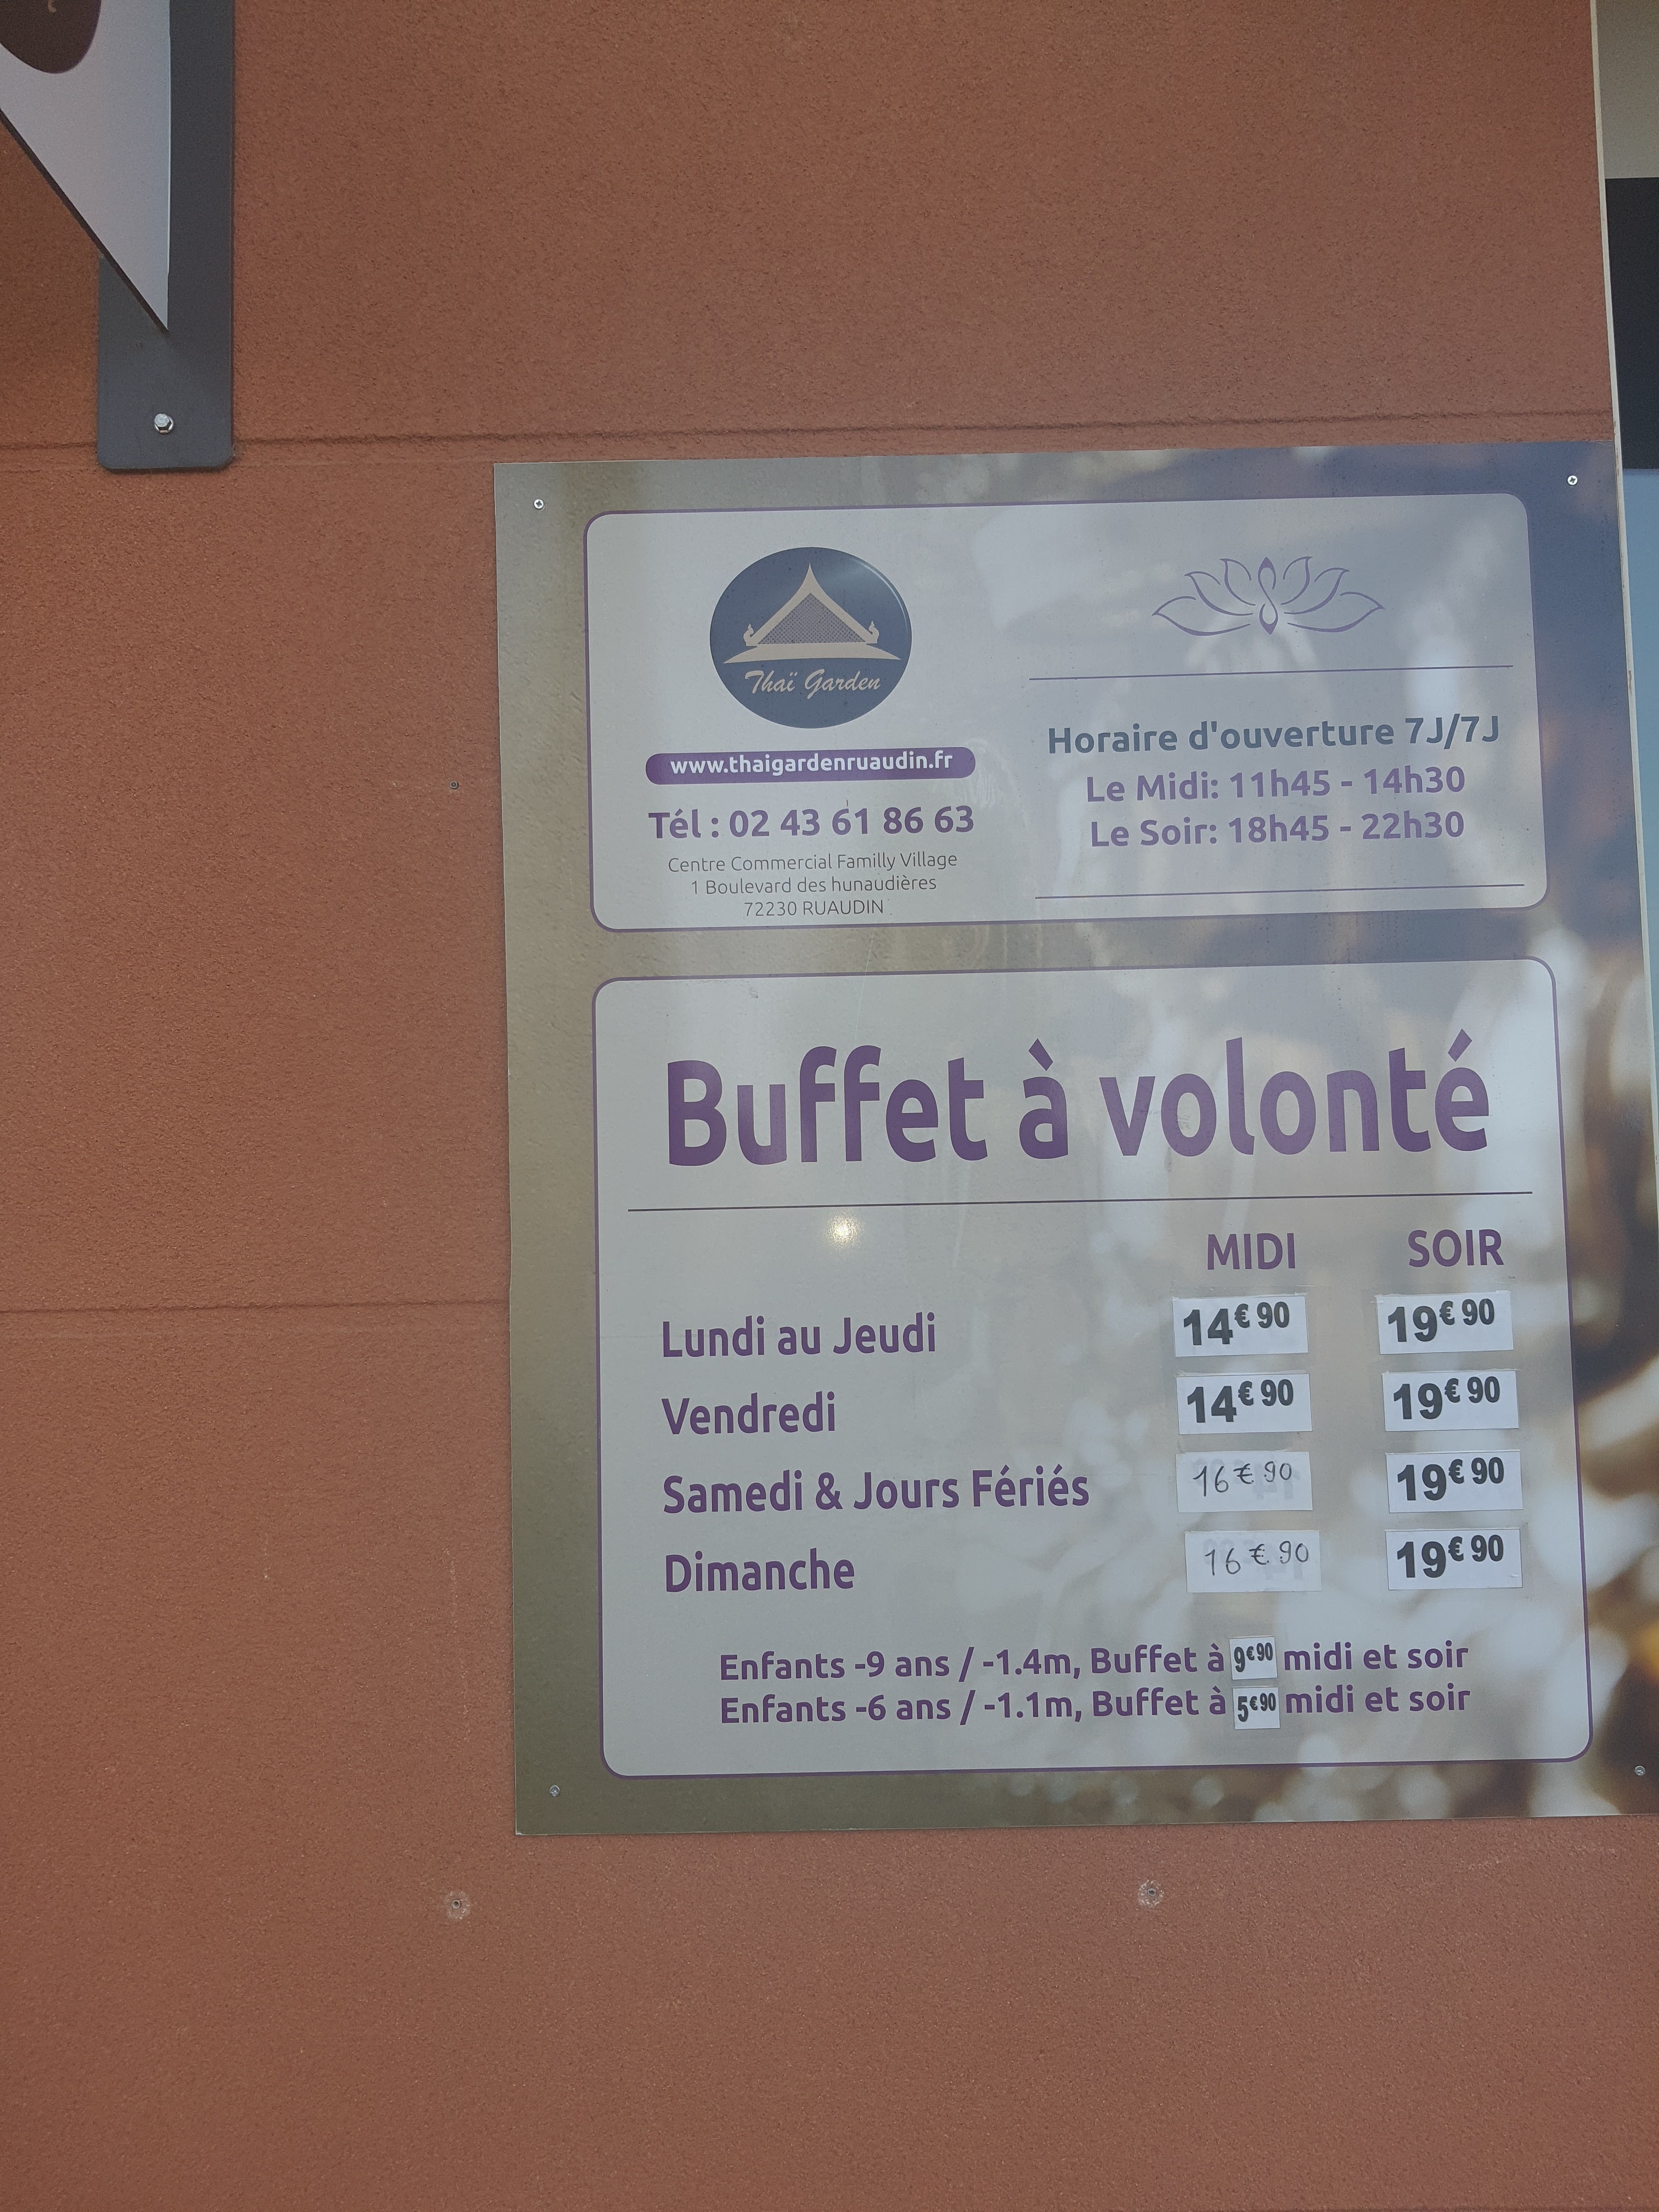 Thaï Garden
www.thaigardenruaudin.fr
Tél : 02 43 61 86 63
Centre Commercial Familly Village
1 Boulevard des hunaudières
72230 RUAUDIN
Horaire d'ouverture 7J/7J
Le Midi: 11h45 - 14h30
Le Soir: 18h45 - 22h30
Buffet à volonté
MIDI SOIR
Lundi au Jeudi 14€90 19€90
Vendredi 14€90 19€90
Samedi & Jours Fériés 16€90 19€90
Dimanche 16€90 19€90
Enfants -9 ans / -1.4m, Buffet à 9€90 midi et soir
Enfants -6 ans / -1.1m, Buffet à 5€90 midi et soir